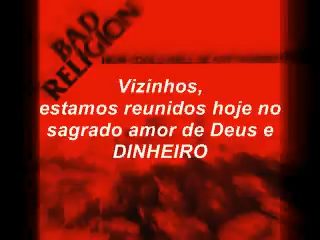 BAD
RELIGION
Vizinhos,
estamos reunidos hoje no
sagrado amor de Deus e
DINHEIRO